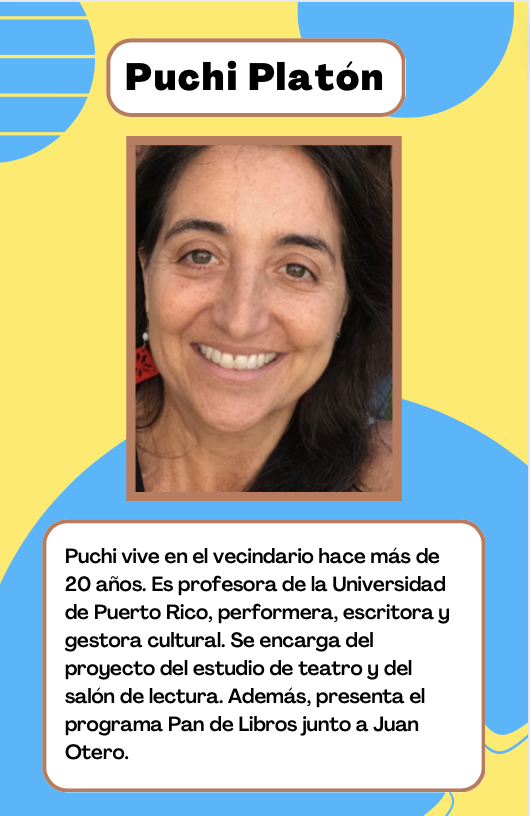 Puchi Platón
Puchi vive en el vecindario hace más de
20 años. Es profesora de la Universidad
de Puerto Rico, performera, escritora y
gestora cultural. Se encarga del
proyecto del estudio de teatro y del
salón de lectura. Además, presenta el
programa Pan de Libros junto a Juan
Otero.